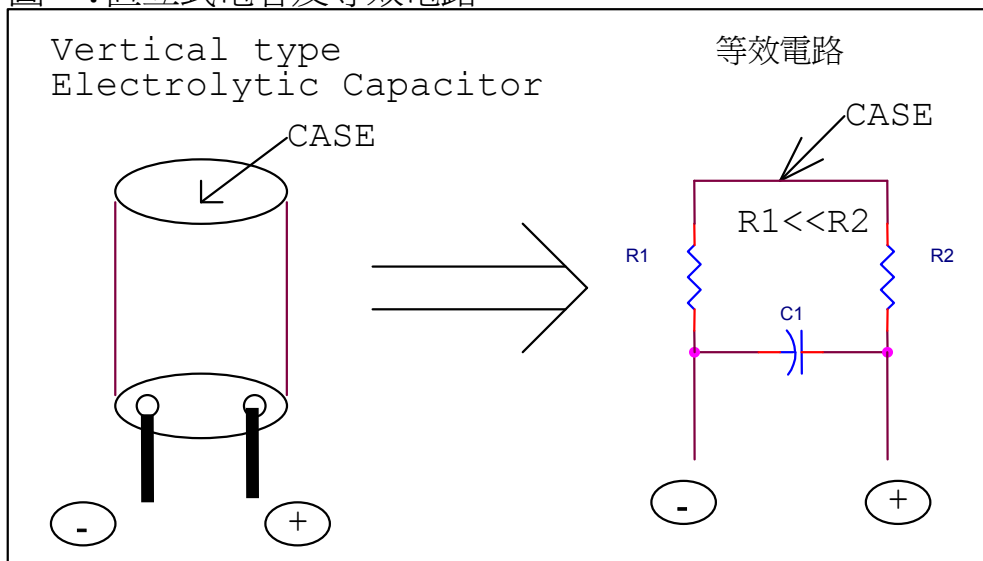 Vertical type
Electrolytic Capacitor
CASE
等效電路
CASE
R1<<R2
R1
R2
C1
-
+
-
+